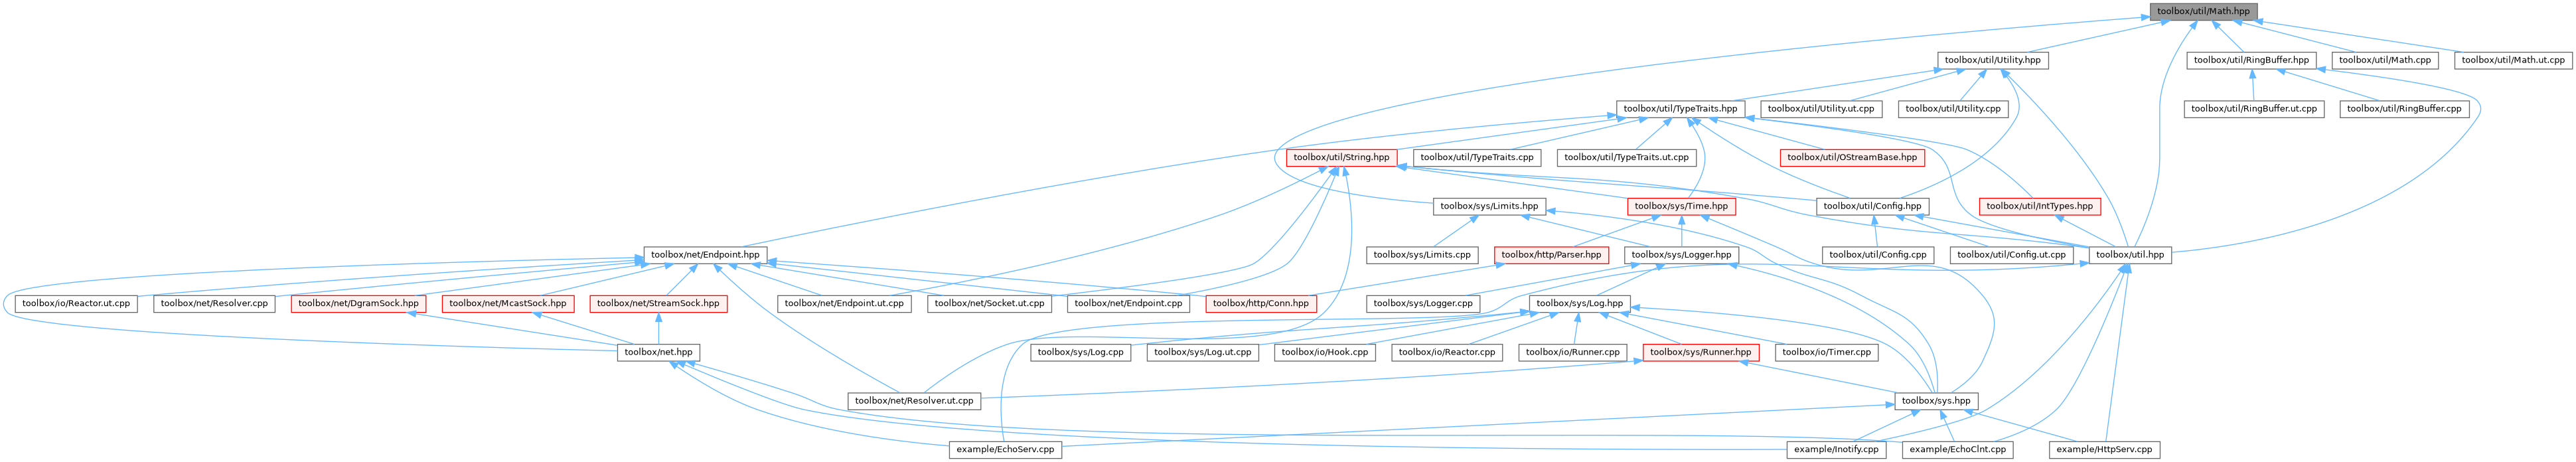 toolbox/util/Math.hpp
toolbox/util/Utility.hpp
toolbox/util/RingBuffer.hpp
toolbox/util/Math.cpp
toolbox/util/Math.ut.cpp
toolbox/util/TypeTraits.hpp
toolbox/util/Utility.ut.cpp
toolbox/util/Utility.cpp
toolbox/util/RingBuffer.ut.cpp
toolbox/util/RingBuffer.cpp
toolbox/util/String.hpp
toolbox/util/TypeTraits.cpp
toolbox/util/TypeTraits.ut.cpp
toolbox/util/OStreamBase.hpp
toolbox/sys/Limits.hpp
toolbox/sys/Time.hpp
toolbox/util/Config.hpp
toolbox/util/IntTypes.hpp
toolbox/net/Endpoint.hpp
toolbox/sys/Limits.cpp
toolbox/http/Parser.hpp
toolbox/sys/Logger.hpp
toolbox/util/Config.cpp
toolbox/util/Config.ut.cpp
toolbox/util.hpp
toolbox/io/Reactor.ut.cpp
toolbox/net/Resolver.cpp
toolbox/net/DgramSock.hpp
toolbox/net/McastSock.hpp
toolbox/net/StreamSock.hpp
toolbox/net/Endpoint.ut.cpp
toolbox/net/Socket.ut.cpp
toolbox/net/Endpoint.cpp
toolbox/http/Conn.hpp
toolbox/sys/Logger.cpp
toolbox/sys/Log.hpp
toolbox/net.hpp
toolbox/sys/Log.cpp
toolbox/sys/Log.ut.cpp
toolbox/io/Hook.cpp
toolbox/io/Reactor.cpp
toolbox/io/Runner.cpp
toolbox/sys/Runner.hpp
toolbox/io/Timer.cpp
toolbox/net/Resolver.ut.cpp
toolbox/sys.hpp
example/EchoServ.cpp
example/Inotify.cpp
example/EchoClnt.cpp
example/HttpServ.cpp